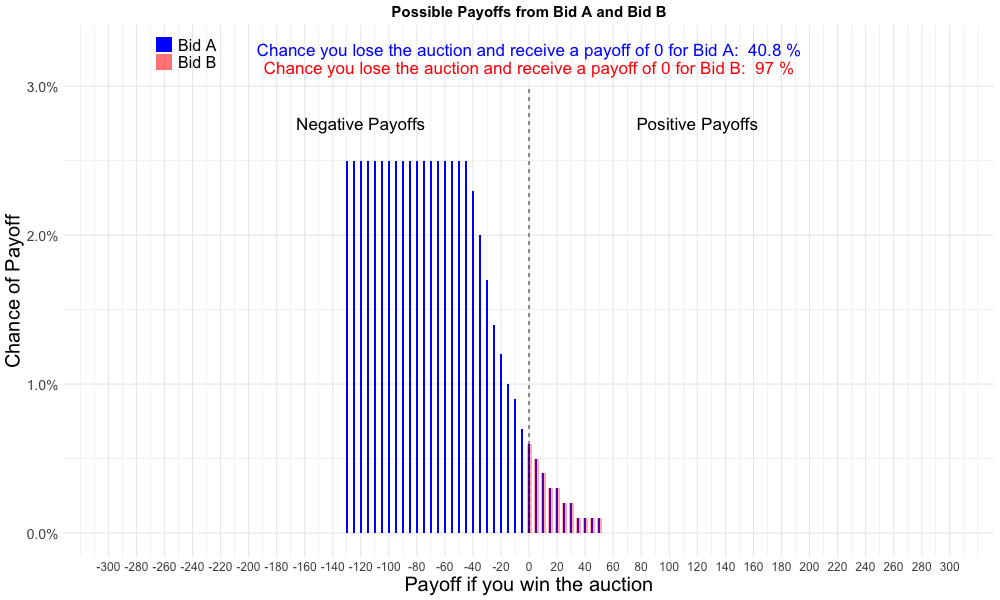 Possible Payoffs from Bid A and Bid B
Bid A
Bid B
Chance you lose the auction and receive a payoff of 0 for Bid A:  40.8 %
Chance you lose the auction and receive a payoff of 0 for Bid B:  97 %
Negative Payoffs
Positive Payoffs
Chance of Payoff
3.0%
2.0%
1.0%
0.0%
-300 -280 -260 -240 -220 -200 -180 -160 -140 -120 -100 -80 -60 -40 -20 0 20 40 60 80 100 120 140 160 180 200 220 240 260 280 300
Payoff if you win the auction